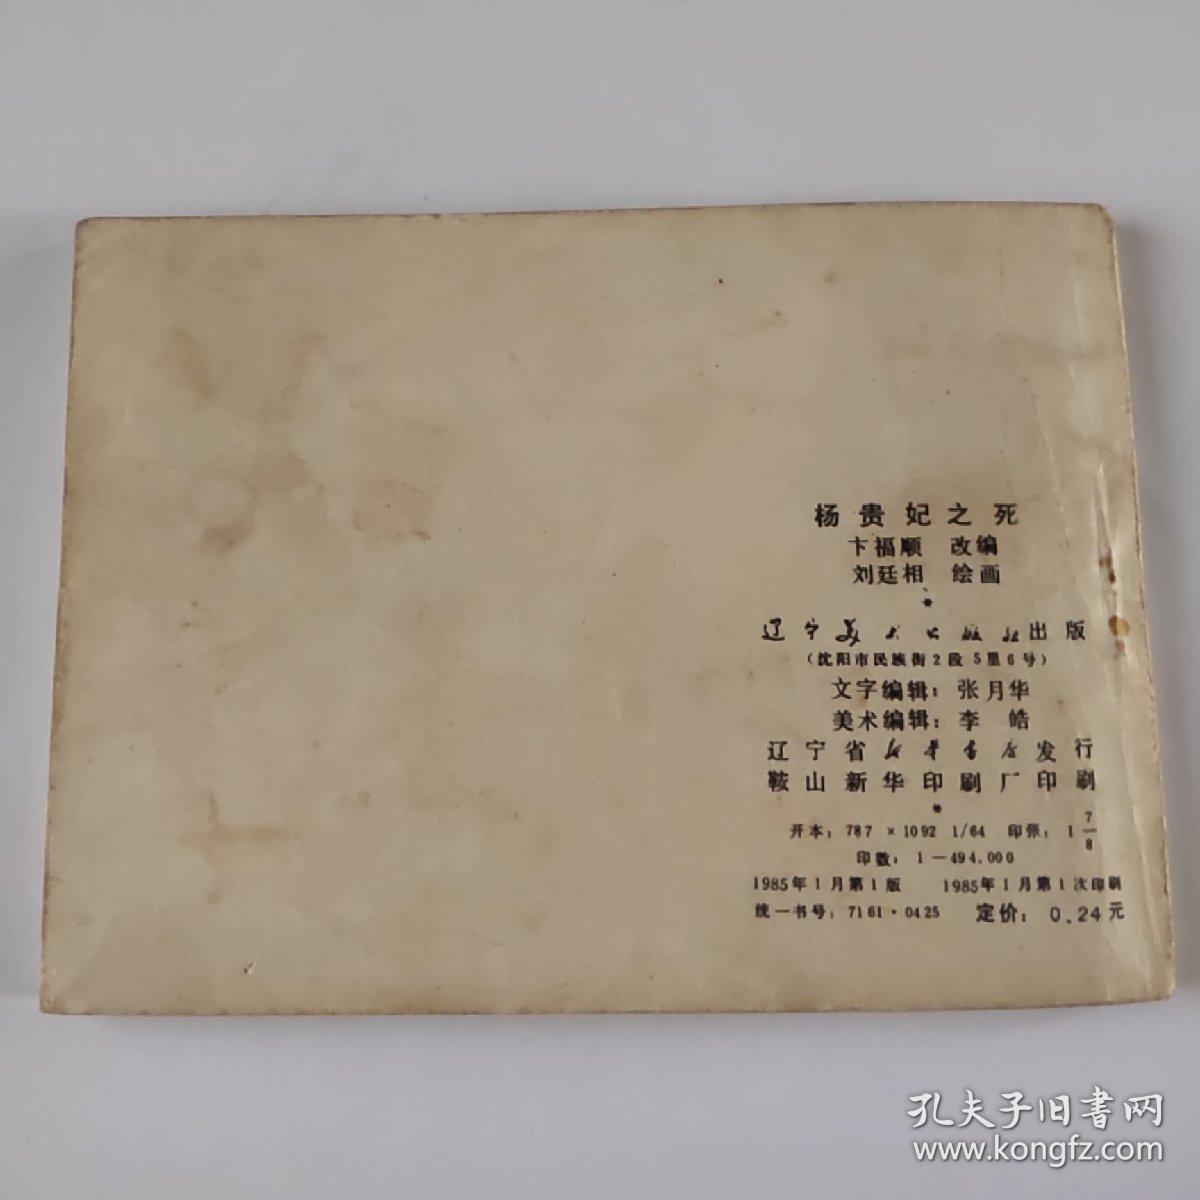 杨贵妃之死
卞福顺 改编
刘廷相 绘画
辽宁美术出版社出版
(沈阳市民族街2段5里6号)
文字编辑：张月华
美术编辑：李皓
辽宁省新华书店发行
鞍山新华印刷厂印刷
开本：787×1092 1/64 印张：1 7/8
印数：1—494,000
1985年1月第1版 1985年1月第1次印刷
统一书号：7161·0425 定价：0.24元
孔夫子旧书网
www.kongfz.com